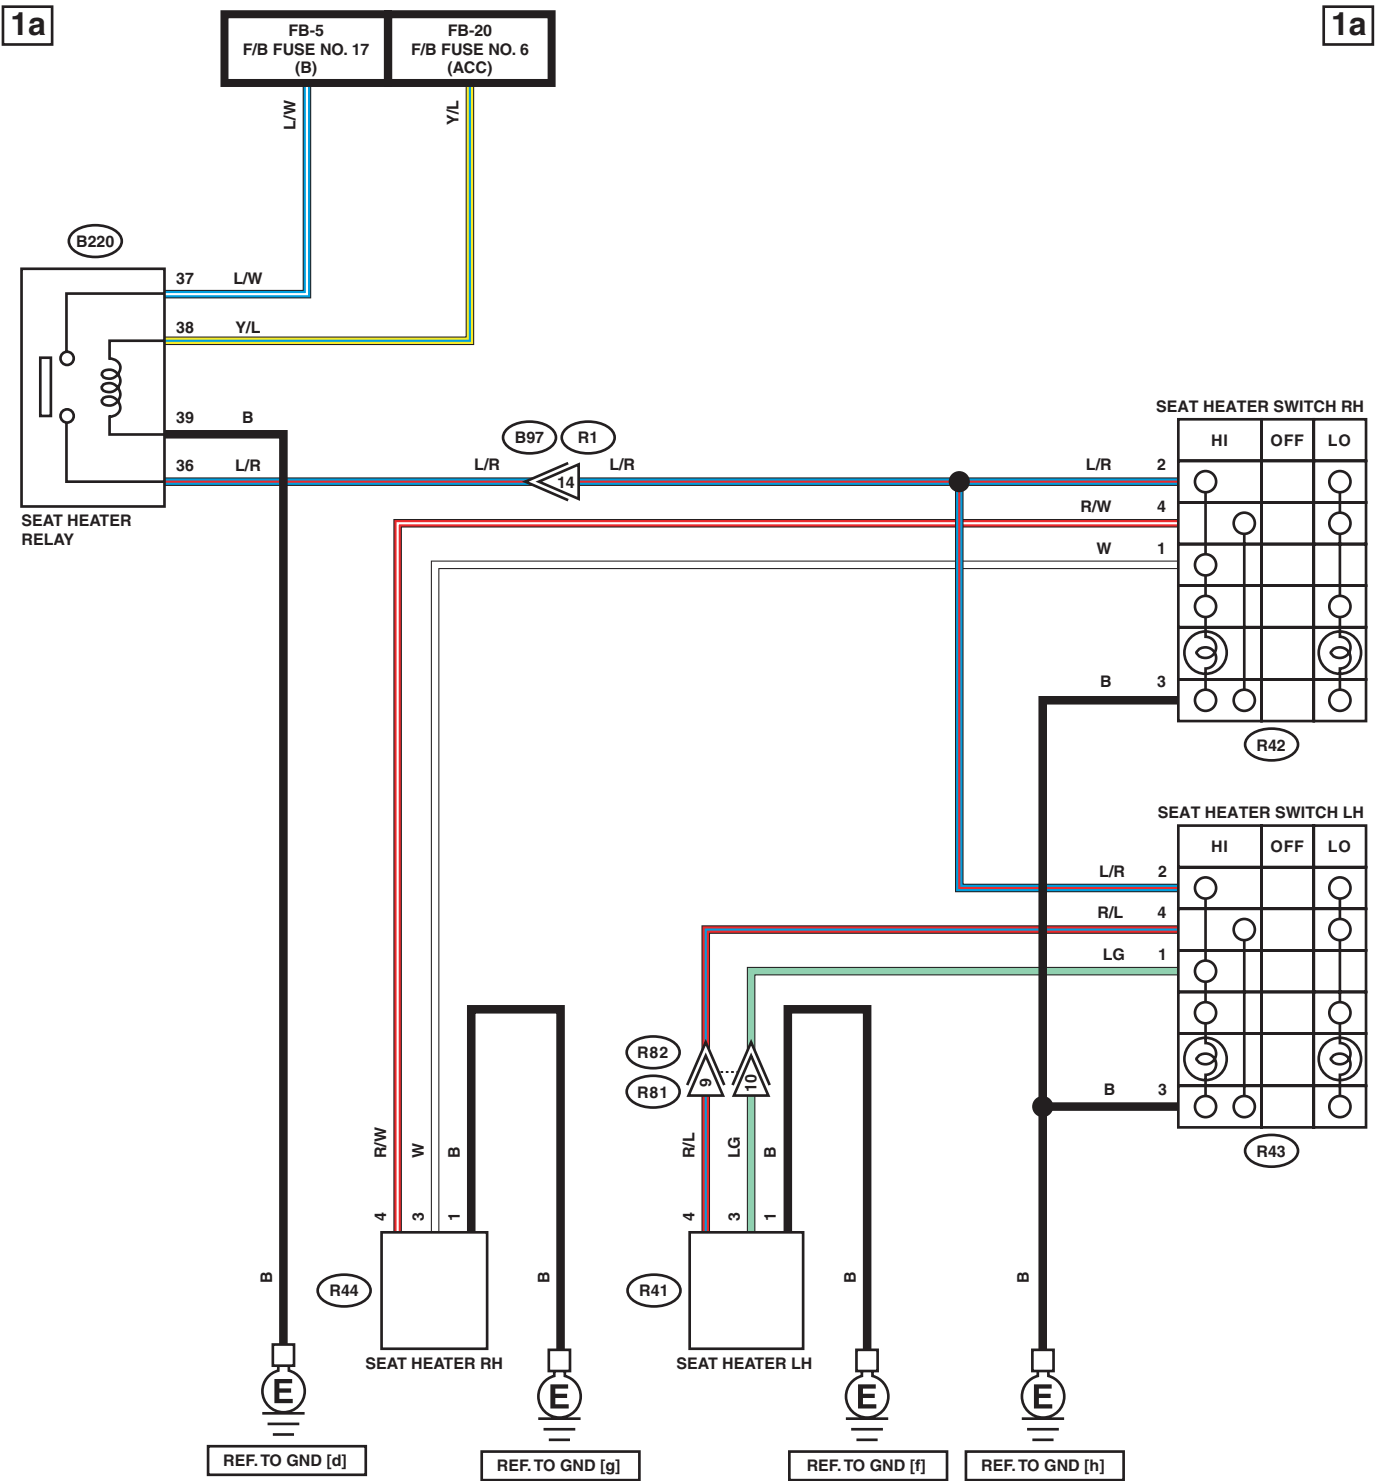 1a
1a
FB-5
F/B FUSE NO. 17
(B)
FB-20
F/B FUSE NO. 6
(ACC)
L/W
Y/L
B220
37 L/W
38 Y/L
39 B
36 L/R
SEAT HEATER
RELAY
B97 R1
L/R 14 L/R
SEAT HEATER SWITCH RH
HI OFF LO
L/R 2
R/W 4
W 1
B 3
R42
SEAT HEATER SWITCH LH
HI OFF LO
L/R 2
R/L 4
LG 1
B 3
R43
R82
R81
9 10
R/W W B
4 3 1
R/L LG B
4 3 1
R44
R41
SEAT HEATER RH
SEAT HEATER LH
B
B
B
B
E
E
E
E
REF. TO GND [d]
REF. TO GND [g]
REF. TO GND [f]
REF. TO GND [h]